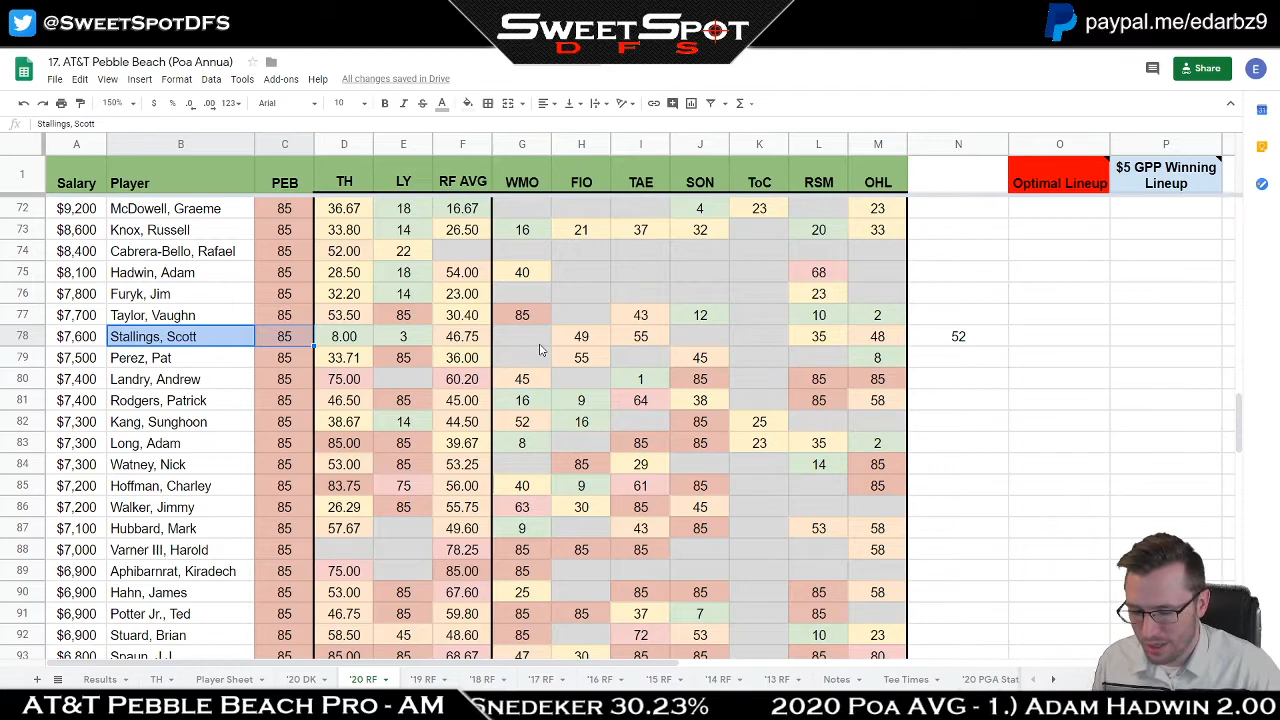 @SWEETSPOTDFS
SWEETSPOT
DFS
paypal.me/edarbz9
17. AT&T Pebble Beach (Poa Annua)
File Edit View Insert Format Data Tools Add-ons Help All changes saved in Drive
Share
E
150% $ % .0 .00 123 Arial 10 B I S A
fx Stallings, Scott
A B C D E F G H I J K L M N O P
1 Salary Player PEB TH LY RF AVG WMO FIO TAE SON ToC RSM OHL Optimal Lineup $5 GPP Winning Lineup
72 $9,200 McDowell, Graeme 85 36.67 18 16.67 4 23 23
73 $8,600 Knox, Russell 85 33.80 14 26.50 16 21 37 32 20 33
74 $8,400 Cabrera-Bello, Rafael 85 52.00 22
75 $8,100 Hadwin, Adam 85 28.50 18 54.00 40 68
76 $7,800 Furyk, Jim 85 32.20 14 23.00 23
77 $7,700 Taylor, Vaughn 85 53.50 85 30.40 85 43 12 10 2
78 $7,600 Stallings, Scott 85 8.00 3 46.75 49 55 35 48 52
79 $7,500 Perez, Pat 85 33.71 85 36.00 55 45 8
80 $7,400 Landry, Andrew 85 75.00 60.20 45 1 85 85 85
81 $7,400 Rodgers, Patrick 85 46.50 85 45.00 16 9 64 38 85 58
82 $7,300 Kang, Sunghoon 85 38.67 14 44.50 52 16 85 25
83 $7,300 Long, Adam 85 85.00 85 39.67 8 85 85 23 35 2
84 $7,300 Watney, Nick 85 53.00 85 53.25 85 29 14 85
85 $7,200 Hoffman, Charley 85 83.75 75 56.00 40 9 61 85 85
86 $7,200 Walker, Jimmy 85 26.29 85 55.75 63 30 85 45
87 $7,100 Hubbard, Mark 85 57.67 49.60 9 43 85 53 58
88 $7,000 Varner III, Harold 85 78.25 85 85 85 58
89 $6,900 Aphibarnrat, Kiradech 85 75.00 85.00 85
90 $6,900 Hahn, James 85 53.00 85 67.60 25 85 85 85 58
91 $6,900 Potter Jr., Ted 85 46.75 85 59.80 85 85 37 7 85
92 $6,900 Stuard, Brian 85 58.50 45 48.60 85 72 53 10 23
93 $6,800 Spaun, J.J. 85 85.00 85 68.67 47 30 85 85 85 80
Results TH Player Sheet '20 DK '20 RF '19 RF '18 RF '17 RF '16 RF '15 RF '14 RF '13 RF Notes Tee Times '20 PGA Stat
AT&T PEBBLE BEACH PRO - AM SNEDEKER 30.23% 2020 POA AVG - 1.) ADAM HADWIN 2.00